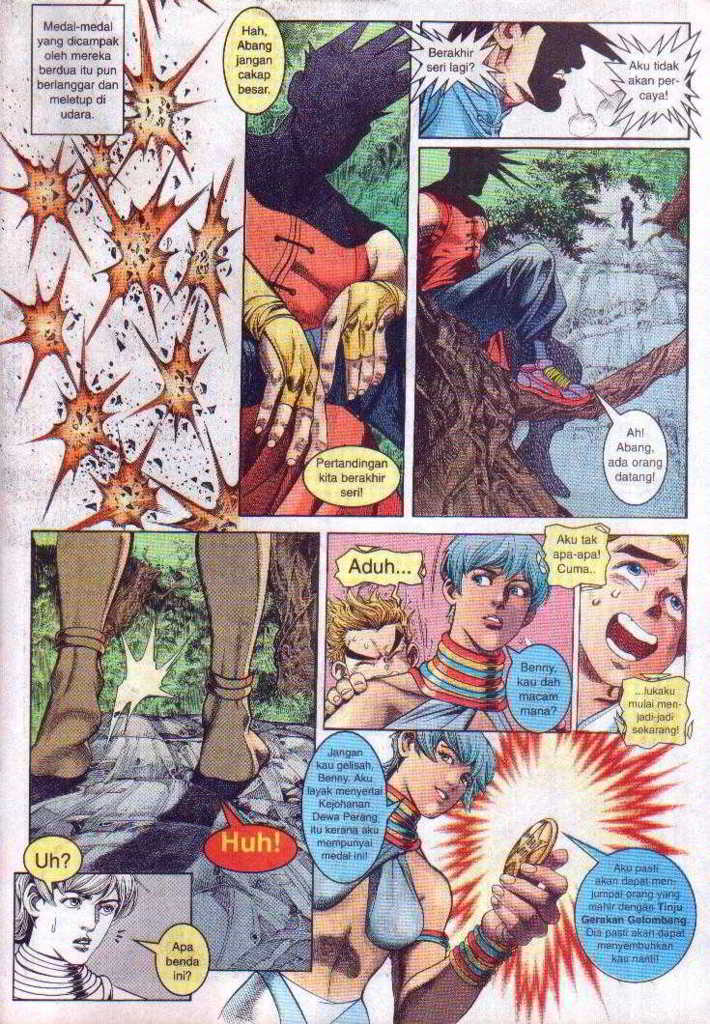 Medal-medal
yang dicampak
oleh mereka
berdua itu pun
berlanggar dan
meletup di
udara.
Hah,
Abang
jangan
cakap
besar.
Pertandingan
kita berakhir
seri!
Berakhir
seri lagi?
Aku tidak
akan per-
caya!
Ah!
Abang,
ada orang
datang!
Huh!
Uh?
Apa
benda
ini?
Aduh...
Benny,
kau dah
macam
mana?
Aku tak
apa-apa!
Cuma..
...lukaku
mulai men-
jadi-jadi
sekarang!
Jangan
kau gelisah,
Benny. Aku
layak menyertai
Kejohanan
Dewa Perang
itu kerana aku
mempunyai
medal ini!
Aku pasti
akan dapat men-
jumpai orang yang
mahir dengan Tinju
Gerakan Gelombang.
Dia pasti akan dapat
menyembuhkan
kau nanti!